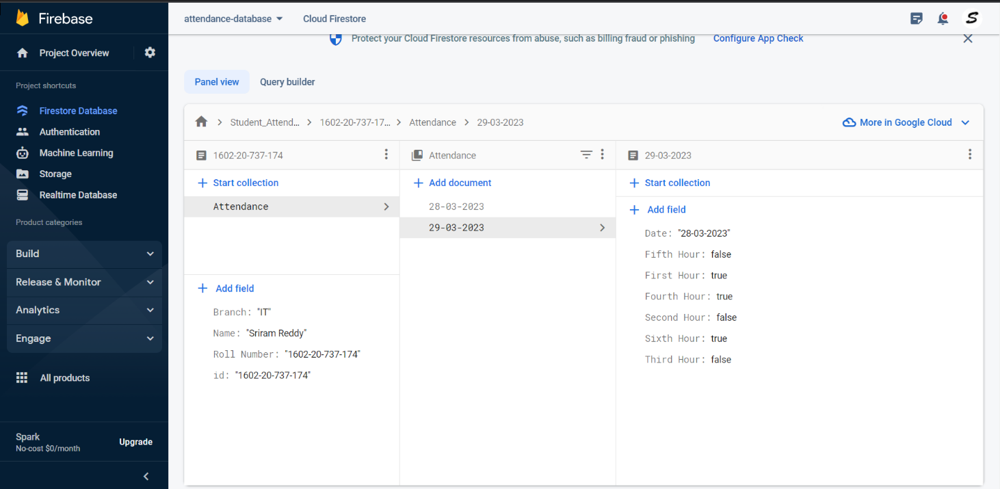 Firebase
attendance-database
Cloud Firestore
Protect your Cloud Firestore resources from abuse, such as billing fraud or phishing
Configure App Check
Project Overview
Project shortcuts
Firestore Database
Authentication
Machine Learning
Storage
Realtime Database
Product categories
Build
Release & Monitor
Analytics
Engage
All products
Spark
No-cost $0/month
Upgrade
Panel view
Query builder
Student_Attend...
1602-20-737-17...
Attendance
29-03-2023
More in Google Cloud
1602-20-737-174
Start collection
Attendance
Add field
Branch: "IT"
Name: "Sriram Reddy"
Roll Number: "1602-20-737-174"
id: "1602-20-737-174"
Attendance
Add document
28-03-2023
29-03-2023
29-03-2023
Start collection
Add field
Date: "28-03-2023"
Fifth Hour: false
First Hour: true
Fourth Hour: true
Second Hour: false
Sixth Hour: true
Third Hour: false
S